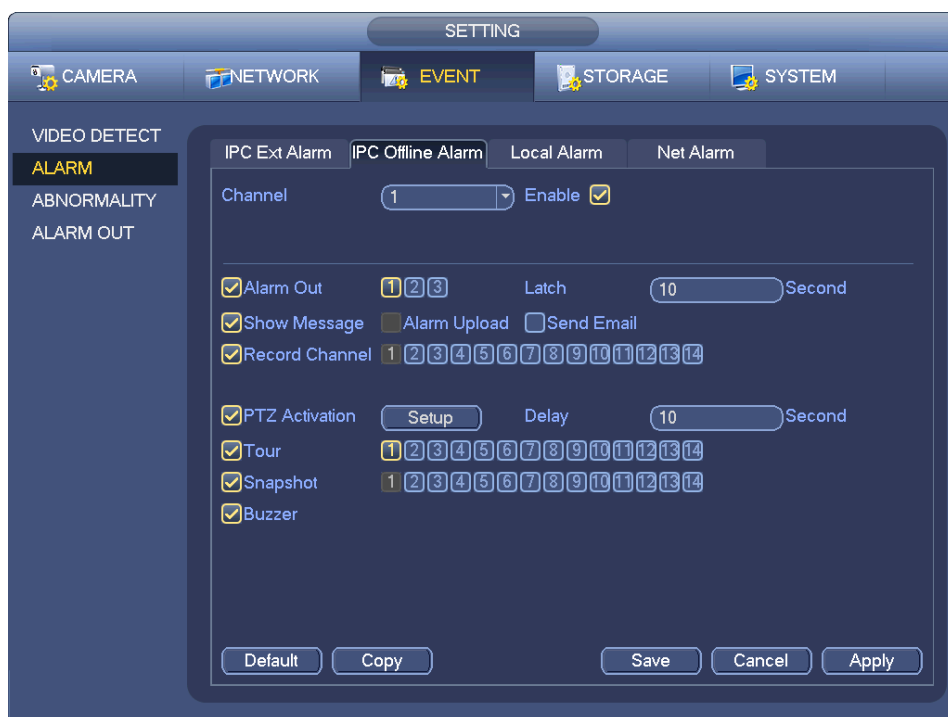 SETTING
CAMERA NETWORK EVENT STORAGE SYSTEM
VIDEO DETECT
ALARM
ABNORMALITY
ALARM OUT
IPC Ext Alarm IPC Offline Alarm Local Alarm Net Alarm
Channel 1 Enable
Alarm Out 1 2 3 Latch 10 Second
Show Message Alarm Upload Send Email
Record Channel 1 2 3 4 5 6 7 8 9 10 11 12 13 14
PTZ Activation Setup Delay 10 Second
Tour 1 2 3 4 5 6 7 8 9 10 11 12 13 14
Snapshot 1 2 3 4 5 6 7 8 9 10 11 12 13 14
Buzzer
Default Copy Save Cancel Apply